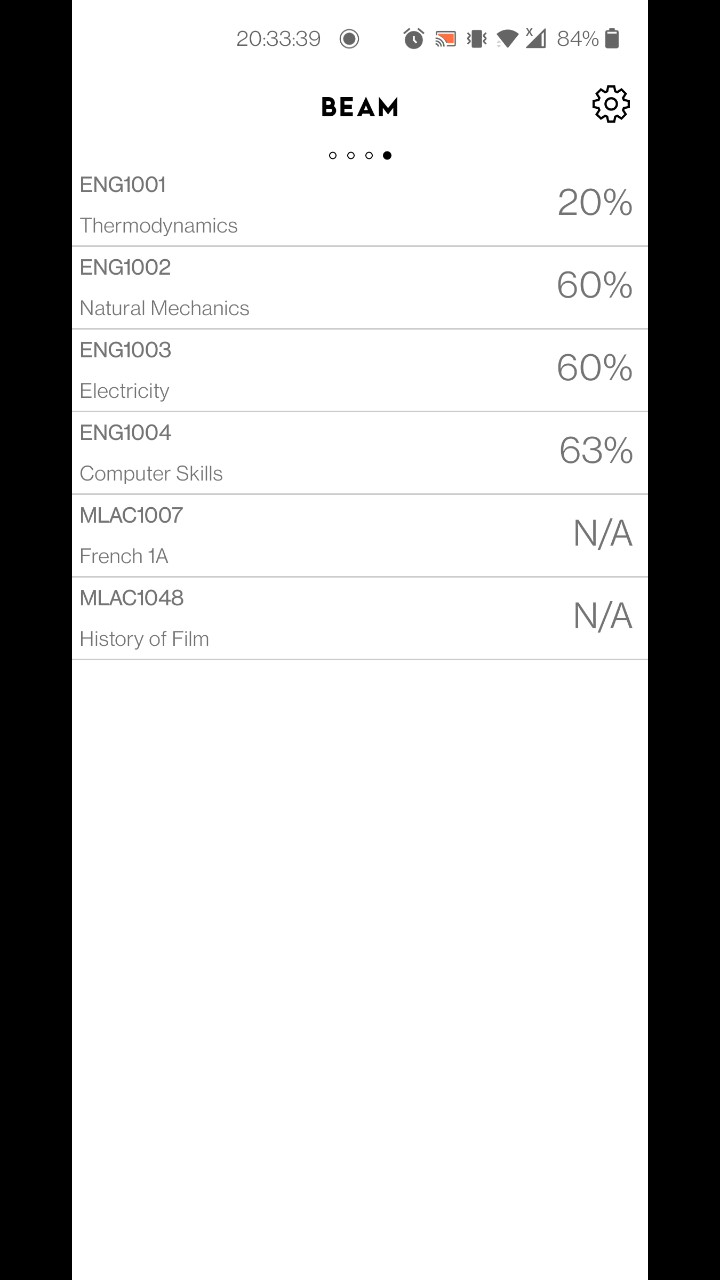 20:33:39 84%
BEAM
ENG1001
Thermodynamics
20%
ENG1002
Natural Mechanics
60%
ENG1003
Electricity
60%
ENG1004
Computer Skills
63%
MLAC1007
French 1A
N/A
MLAC1048
History of Film
N/A